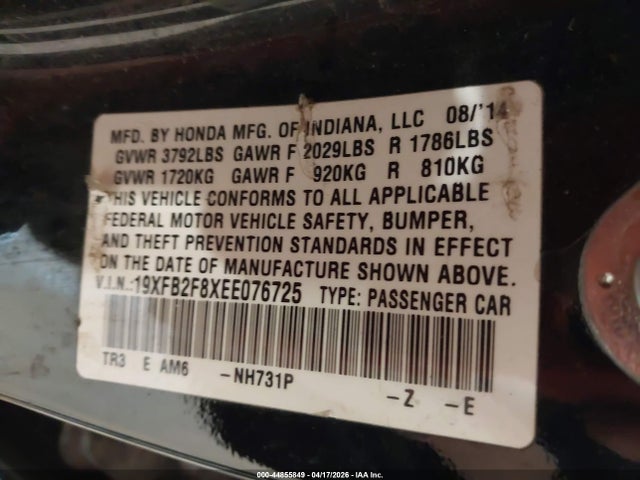 MFD. BY HONDA MFG. OF INDIANA, LLC 08/'14
GVWR 3792LBS GAWR F 2029LBS R 1786LBS
GVWR 1720KG GAWR F 920KG R 810KG
THIS VEHICLE CONFORMS TO ALL APPLICABLE
FEDERAL MOTOR VEHICLE SAFETY, BUMPER,
AND THEFT PREVENTION STANDARDS IN EFFECT
ON THE DATE OF MANUFACTURE SHOWN ABOVE.
V.I.N.:19XFB2F8XEE076725 TYPE: PASSENGER CAR
TR3 E AM6 -NH731P -Z -E
000-44855849 - 04/17/2026 - IAA Inc.